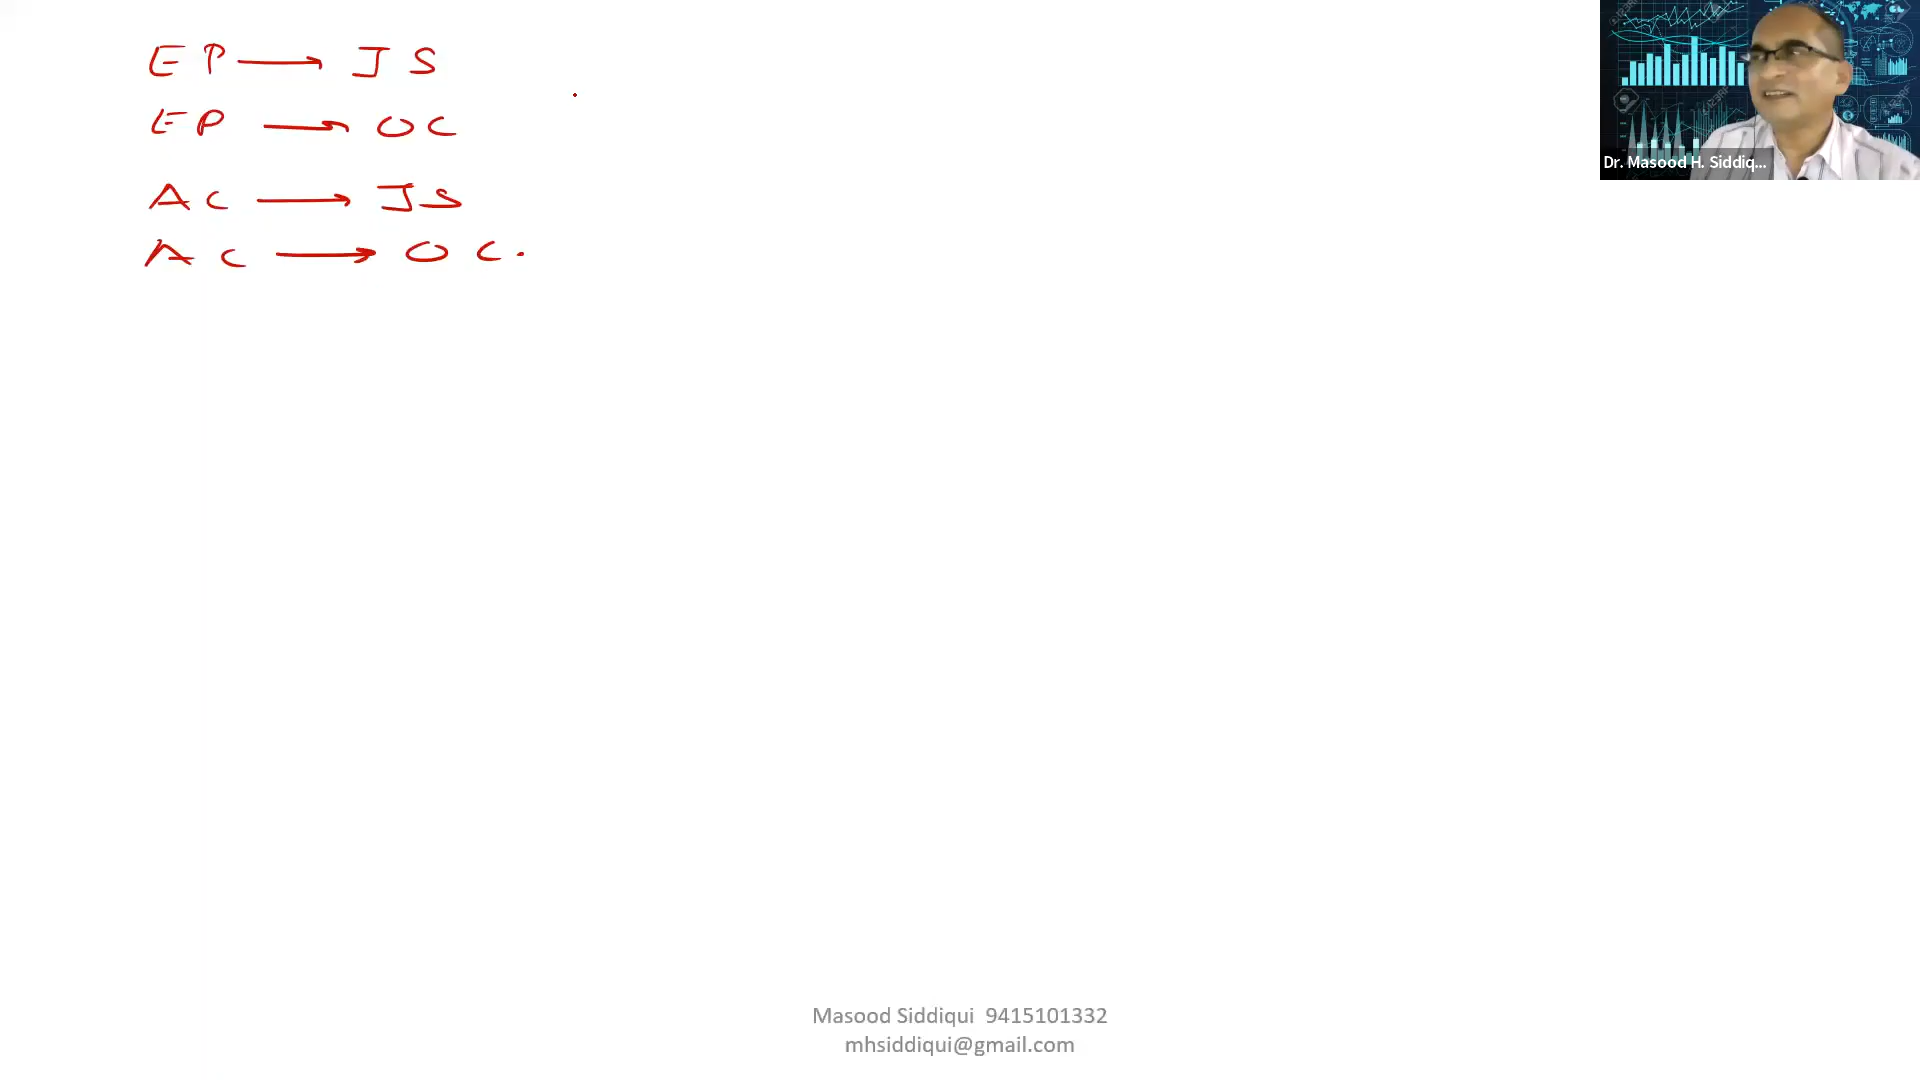 EP → JS
EP → OC
AC → JS
AC → OC.
Dr. Masood H. Siddiq...
Masood Siddiqui 9415101332
mhsiddiqui@gmail.com